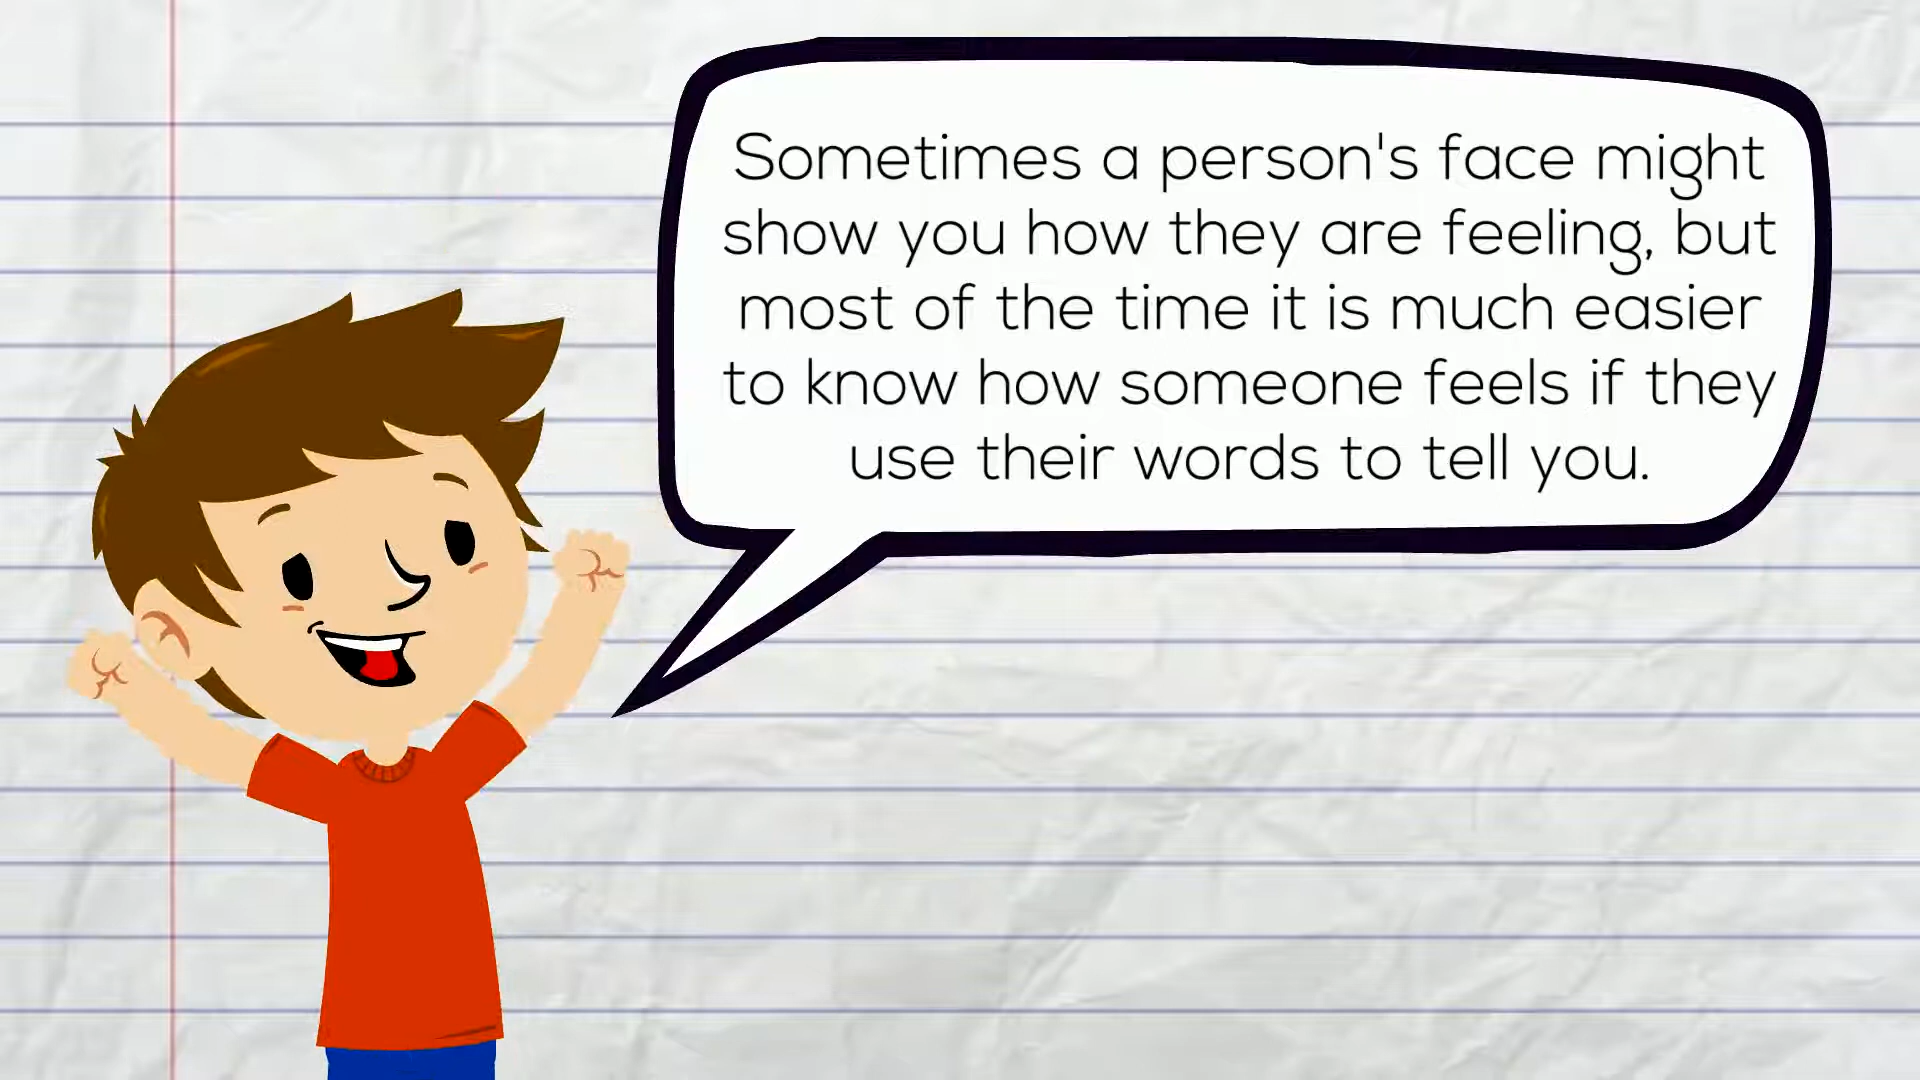 Sometimes a person's face might
show you how they are feeling, but
most of the time it is much easier
to know how someone feels if they
use their words to tell you.